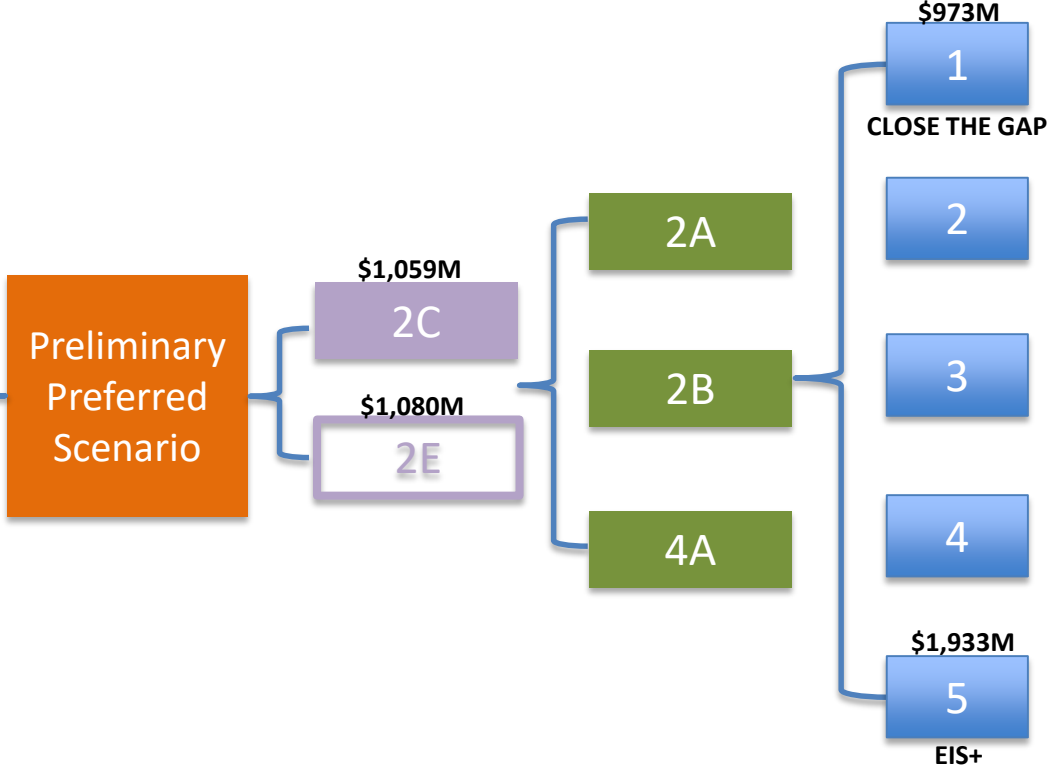 Preliminary
Preferred
Scenario
$1,059M
2C
$1,080M
2E
2A
2B
4A
$973M
1
CLOSE THE GAP
2
3
4
$1,933M
5
EIS+